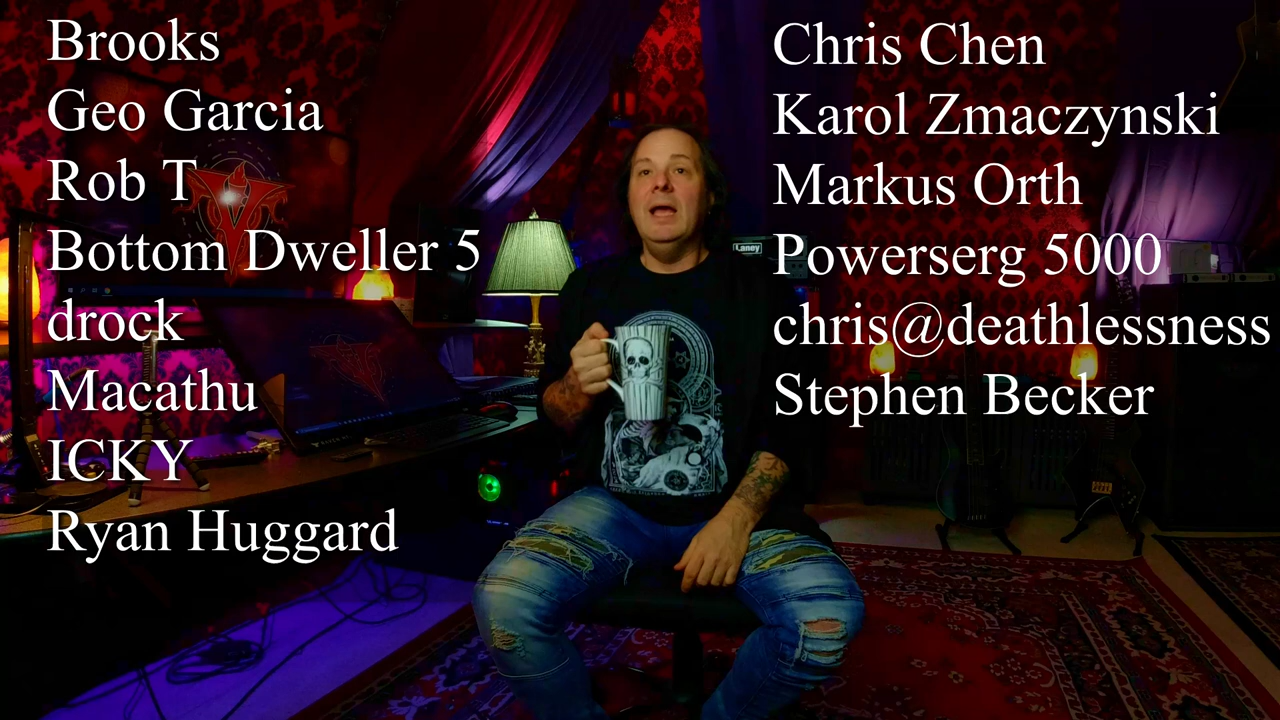 Brooks
Geo Garcia
Rob T
Bottom Dweller 5
drock
Macathu
ICKY
Ryan Huggard
Chris Chen
Karol Zmaczynski
Markus Orth
Powerserg 5000
chris@deathlessness
Stephen Becker
Laney